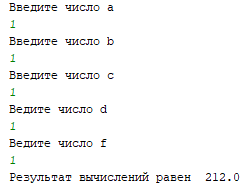 Введите число a
1
Введите число b
1
Введите число c
1
Ведите число d
1
Ведите число f
1
Результат вычислений равен  212.0